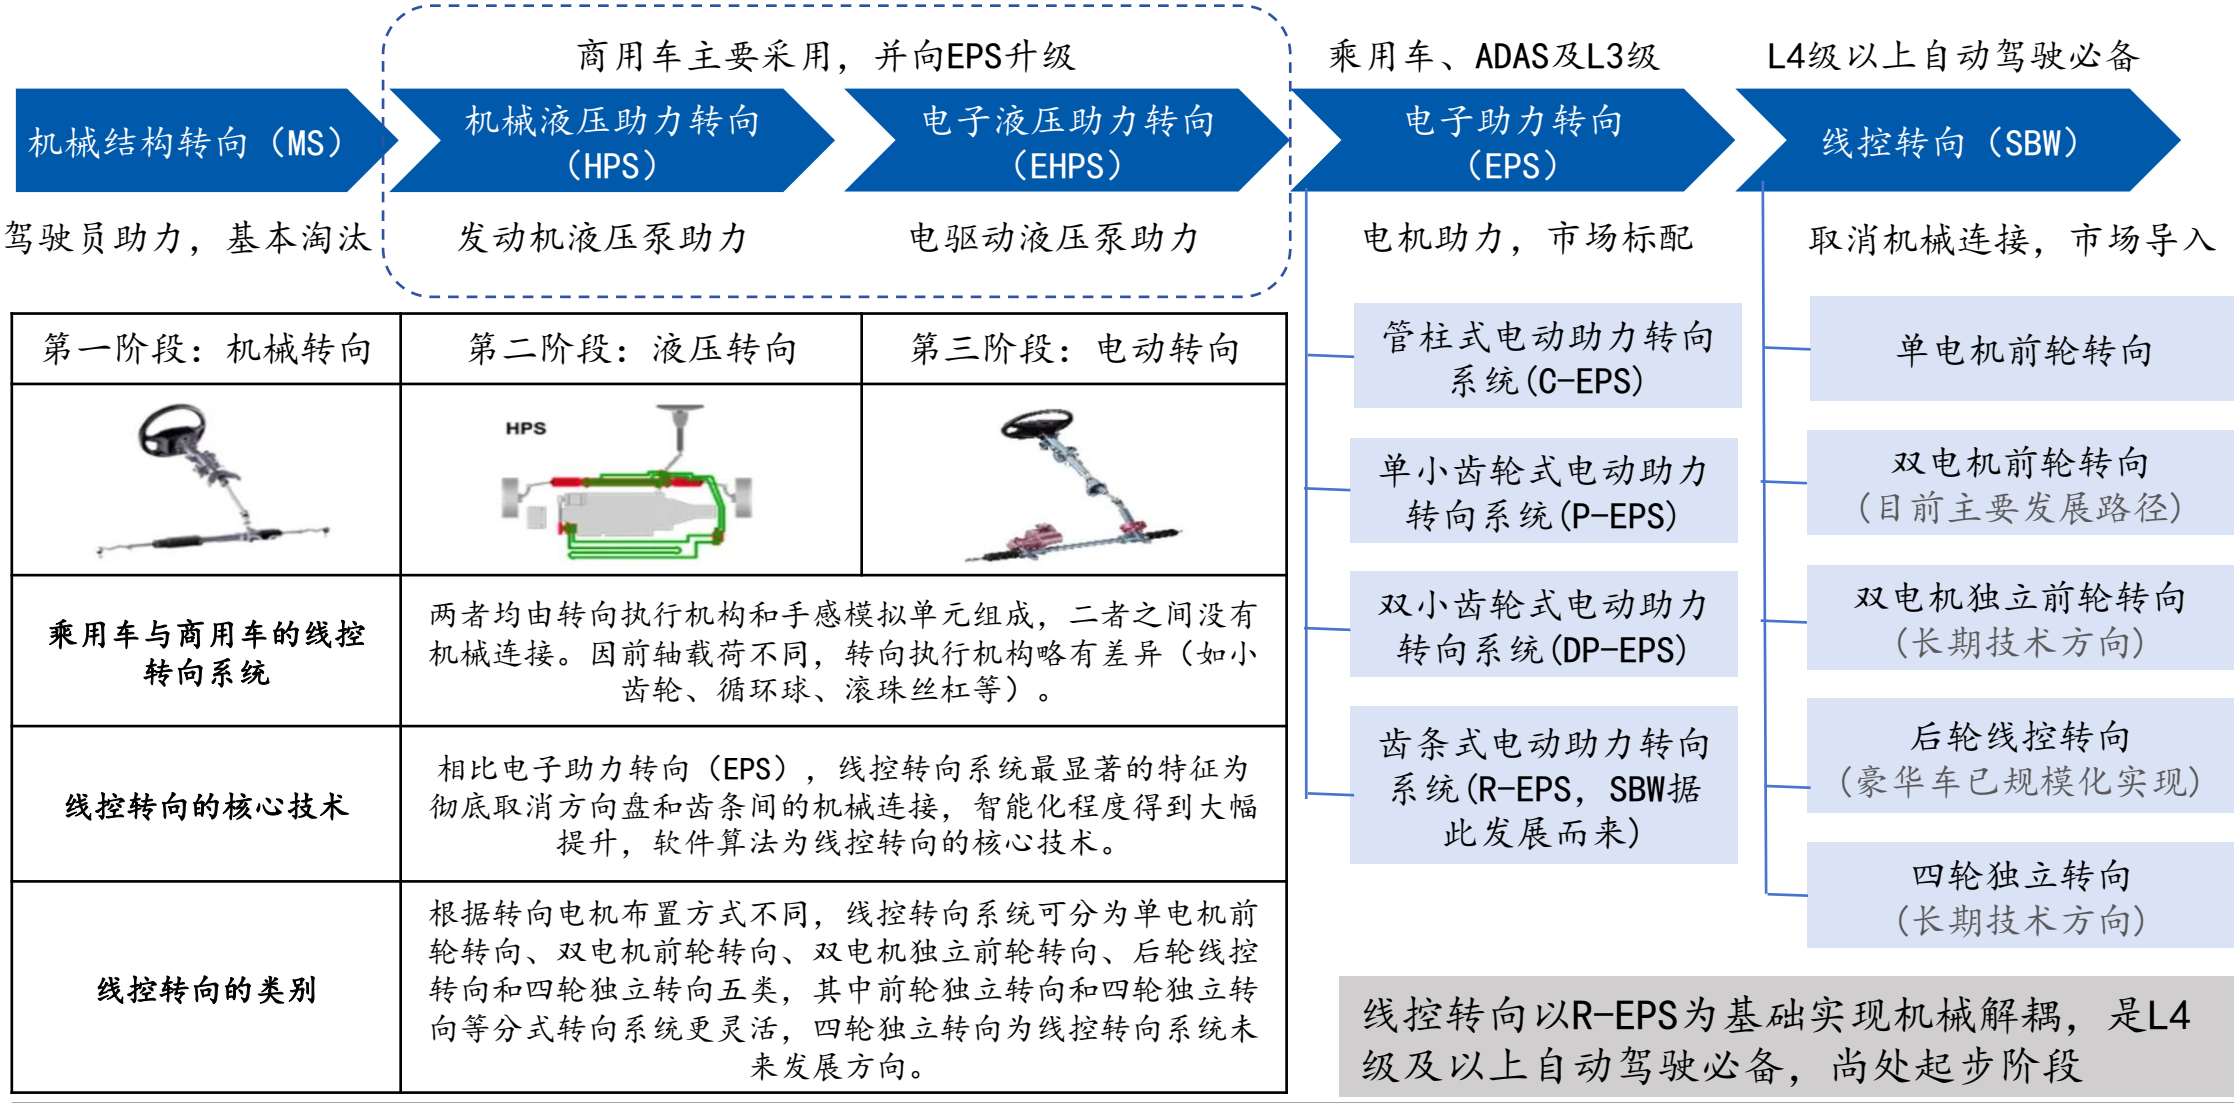 商用车主要采用，并向EPS升级
乘用车、ADAS及L3级
L4级以上自动驾驶必备
机械结构转向（MS）
机械液压助力转向
（HPS）
电子液压助力转向
（EHPS）
电子助力转向
（EPS）
线控转向（SBW）
驾驶员助力，基本淘汰
发动机液压泵助力
电驱动液压泵助力
电机助力，市场标配
取消机械连接，市场导入
第一阶段：机械转向
第二阶段：液压转向
第三阶段：电动转向
HPS
乘用车与商用车的线控
转向系统
两者均由转向执行机构和手感模拟单元组成，二者之间没有
机械连接。因前轴载荷不同，转向执行机构略有差异（如小
齿轮、循环球、滚珠丝杠等）。
线控转向的核心技术
相比电子助力转向（EPS），线控转向系统最显著的特征为
彻底取消方向盘和齿条间的机械连接，智能化程度得到大幅
提升，软件算法为线控转向的核心技术。
线控转向的类别
根据转向电机布置方式不同，线控转向系统可分为单电机前
轮转向、双电机前轮转向、双电机独立前轮转向、后轮线控
转向和四轮独立转向五类，其中前轮独立转向和四轮独立转
向等分式转向系统更灵活，四轮独立转向为线控转向系统未
来发展方向。
管柱式电动助力转向
系统(C-EPS)
单小齿轮式电动助力
转向系统(P-EPS)
双小齿轮式电动助力
转向系统(DP-EPS)
齿条式电动助力转向
系统(R-EPS，SBW据
此发展而来)
单电机前轮转向
双电机前轮转向
(目前主要发展路径)
双电机独立前轮转向
(长期技术方向)
后轮线控转向
(豪华车已规模化实现)
四轮独立转向
(长期技术方向)
线控转向以R-EPS为基础实现机械解耦，是L4
级及以上自动驾驶必备，尚处起步阶段